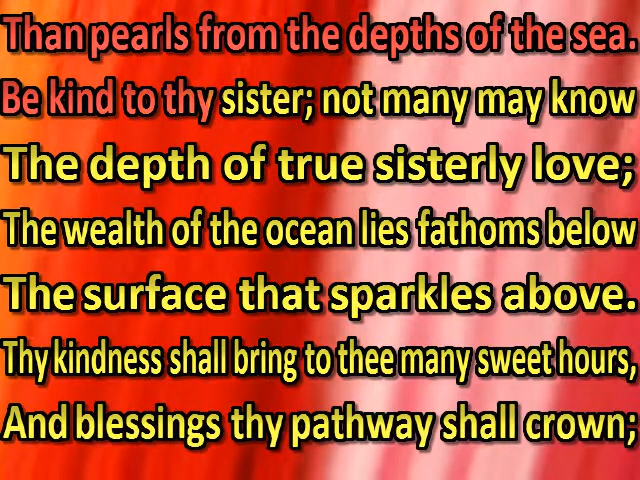 Than pearls from the depths of the sea.
Be kind to thy sister; not many may know
The depth of true sisterly love;
The wealth of the ocean lies fathoms below
The surface that sparkles above.
Thy kindness shall bring to thee many sweet hours,
And blessings thy pathway shall crown;